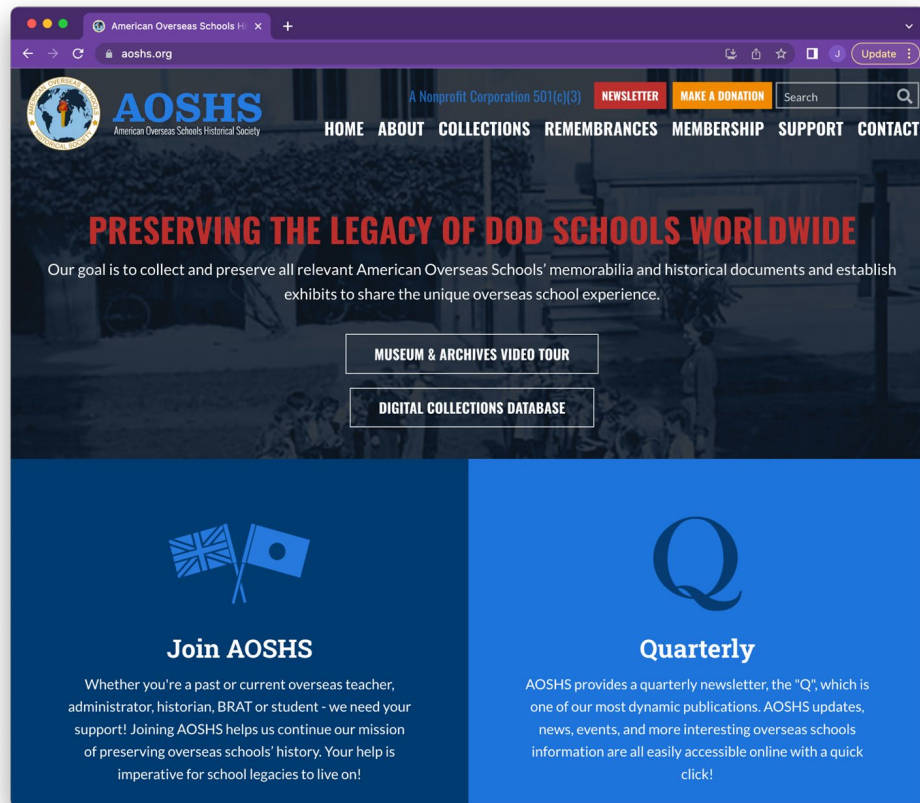 American Overseas Schools Hi
aoshs.org
J
Update
AMERICAN OVERSEAS SCHOOLS
HISTORICAL SOCIETY
AOSHS
American Overseas Schools Historical Society
A Nonprofit Corporation 501(c)(3)
NEWSLETTER
MAKE A DONATION
Search
HOME ABOUT COLLECTIONS REMEMBRANCES MEMBERSHIP SUPPORT CONTACT
PRESERVING THE LEGACY OF DOD SCHOOLS WORLDWIDE
Our goal is to collect and preserve all relevant American Overseas Schools’ memorabilia and historical documents and establish
exhibits to share the unique overseas school experience.
MUSEUM & ARCHIVES VIDEO TOUR
DIGITAL COLLECTIONS DATABASE
Join AOSHS
Whether you're a past or current overseas teacher,
administrator, historian, BRAT or student - we need your
support! Joining AOSHS helps us continue our mission
of preserving overseas schools’ history. Your help is
imperative for school legacies to live on!
Q
Quarterly
AOSHS provides a quarterly newsletter, the "Q", which is
one of our most dynamic publications. AOSHS updates,
news, events, and more interesting overseas schools
information are all easily accessible online with a quick
click!